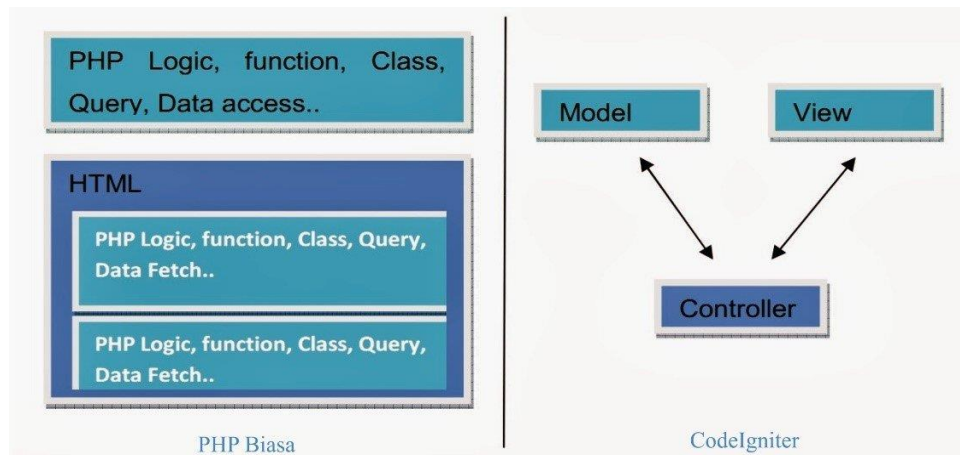 PHP Logic, function, Class,
Query, Data access..
HTML
PHP Logic, function, Class, Query,
Data Fetch..
PHP Logic, function, Class, Query,
Data Fetch..
PHP Biasa
Model
View
Controller
CodeIgniter